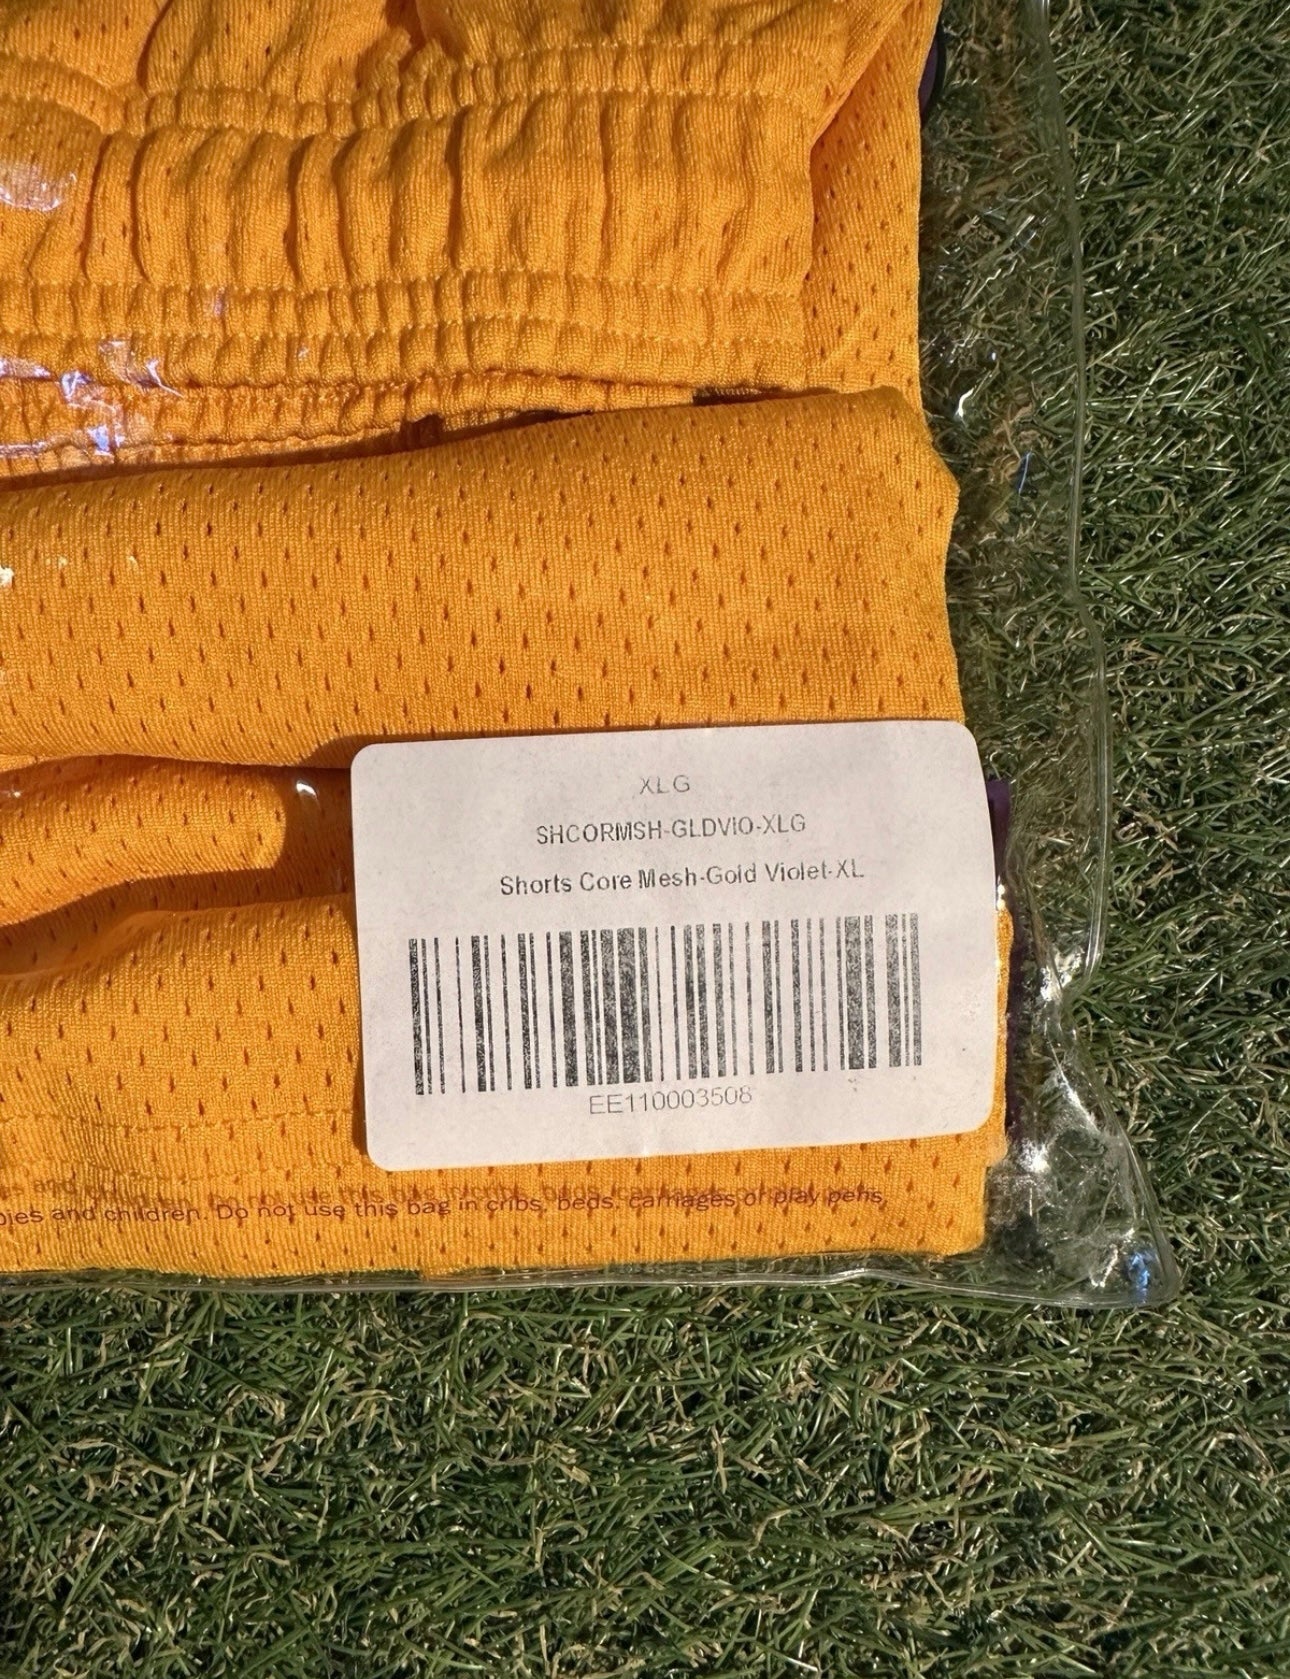 XLG
SHCORMSH-GLDVIO-XLG
Shorts Core Mesh-Gold Violet-XL
EE110003508
and children. Do not use this bag in cribs, beds, carriages or play pens,